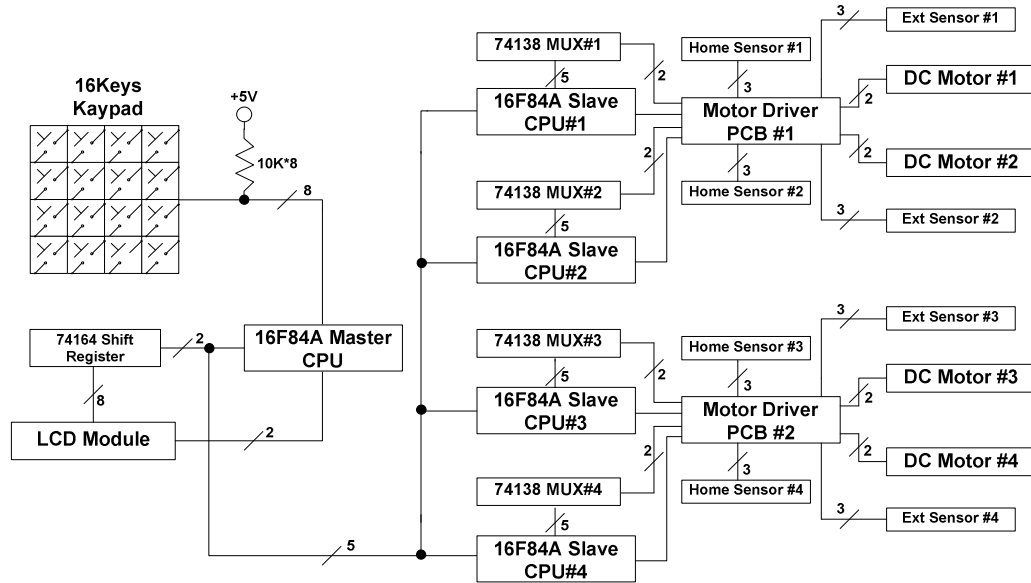 16Keys
Kaypad
+5V
10K*8
8
74164 Shift
Register
2
16F84A Master
CPU
8
LCD Module
2
5
74138 MUX#1
2
5
16F84A Slave
CPU#1
74138 MUX#2
2
5
16F84A Slave
CPU#2
Home Sensor #1
3
Motor Driver
PCB #1
3
Home Sensor #2
3
Ext Sensor #1
DC Motor #1
2
DC Motor #2
2
3
Ext Sensor #2
74138 MUX#3
2
5
16F84A Slave
CPU#3
74138 MUX#4
2
5
16F84A Slave
CPU#4
Home Sensor #3
3
Motor Driver
PCB #2
3
Home Sensor #4
3
Ext Sensor #3
DC Motor #3
2
DC Motor #4
2
3
Ext Sensor #4